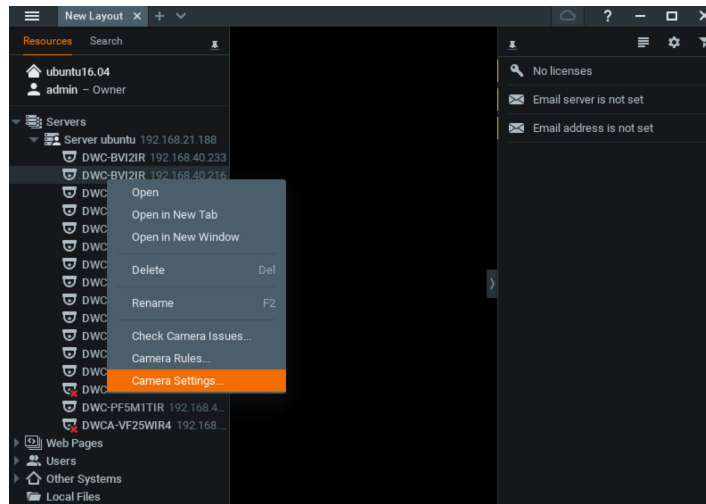 New Layout
?
Resources Search
ubuntu16.04
admin – Owner
Servers
Server ubuntu 192.168.21.188
DWC-BVI2IR 192.168.40.233
DWC-BVI2IR 192.168.40.216
DWC
DWC
DWC
DWC
DWC
DWC
DWC
DWC
DWC
DWC
DWC
DWC
DWC-PF5M1TIR 192.168.4...
DWCA-VF25WIR4 192.168....
Web Pages
Users
Other Systems
Local Files
Open
Open in New Tab
Open in New Window
Delete Del
Rename F2
Check Camera Issues...
Camera Rules...
Camera Settings...
No licenses
Email server is not set
Email address is not set